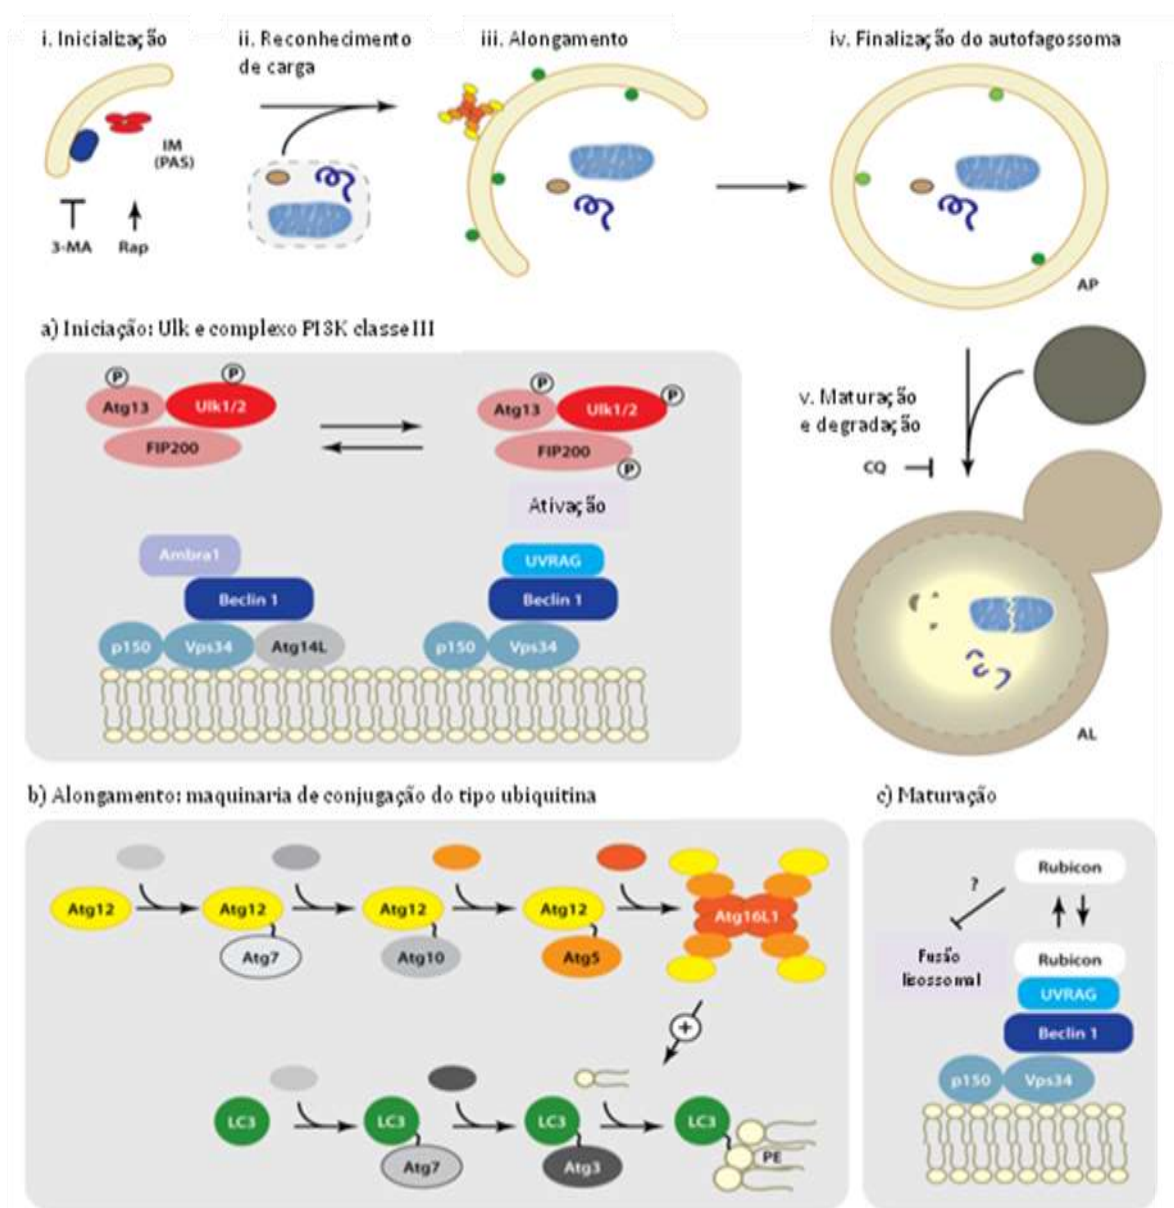 i. Inicialização
ii. Reconhecimento
de carga
iii. Alongamento
iv. Finalização do autofagossoma
IM
(PAS)
3-MA
Rap
AP
a) Iniciação: Ulk e complexo PI3K classe III
P
P
Atg13
Ulk1/2
FIP200
P
P
Atg13
Ulk1/2
FIP200
P
Ativação
Ambra1
Beclin 1
p150
Vps34
Atg14L
UVRAG
Beclin 1
p150
Vps34
v. Maturação
e degradação
CQ
AL
b) Alongamento: maquinaria de conjugação do tipo ubiquitina
Atg12
Atg12
Atg7
Atg12
Atg10
Atg12
Atg5
Atg16L1
+
LC3
LC3
Atg7
LC3
Atg3
LC3
PE
c) Maturação
Rubicon
?
Fusão
lisossomal
Rubicon
UVRAG
Beclin 1
p150
Vps34